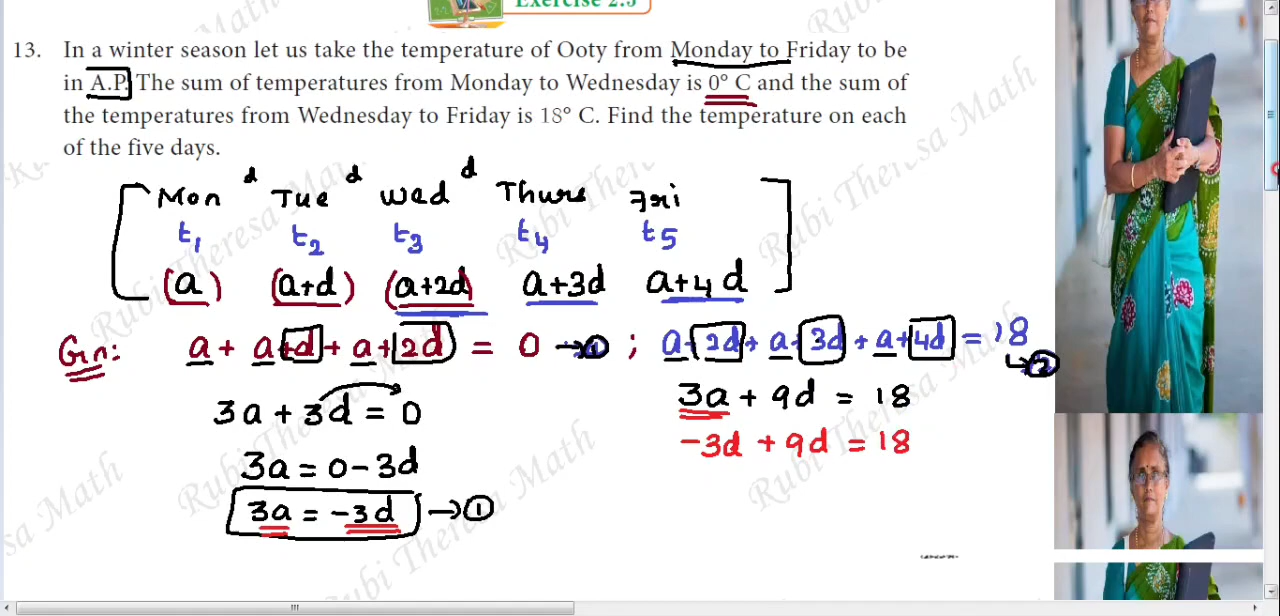 Exercise 2.5
13. In a winter season let us take the temperature of Ooty from Monday to Friday to be
in A.P. The sum of temperatures from Monday to Wednesday is 0° C and the sum of
the temperatures from Wednesday to Friday is 18° C. Find the temperature on each
of the five days.
d d d
Mon Tue Wed Thurs Fri
t1 t2 t3 t4 t5
(a) (a+d) (a+2d) a+3d a+4d
Gn: a + a+d + a+2d = 0 → ; a+2d + a+3d + a+4d = 18
→ 2
3a + 3d = 0 3a + 9d = 18
-3d + 9d = 18
3a = 0 - 3d
3a = -3d → 1
Rubi Theresa Math